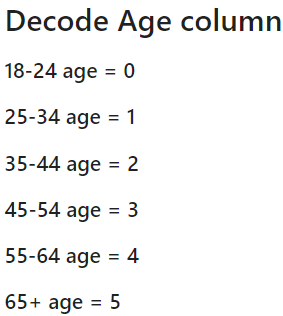 Decode Age column
18-24 age = 0
25-34 age = 1
35-44 age = 2
45-54 age = 3
55-64 age = 4
65+ age = 5